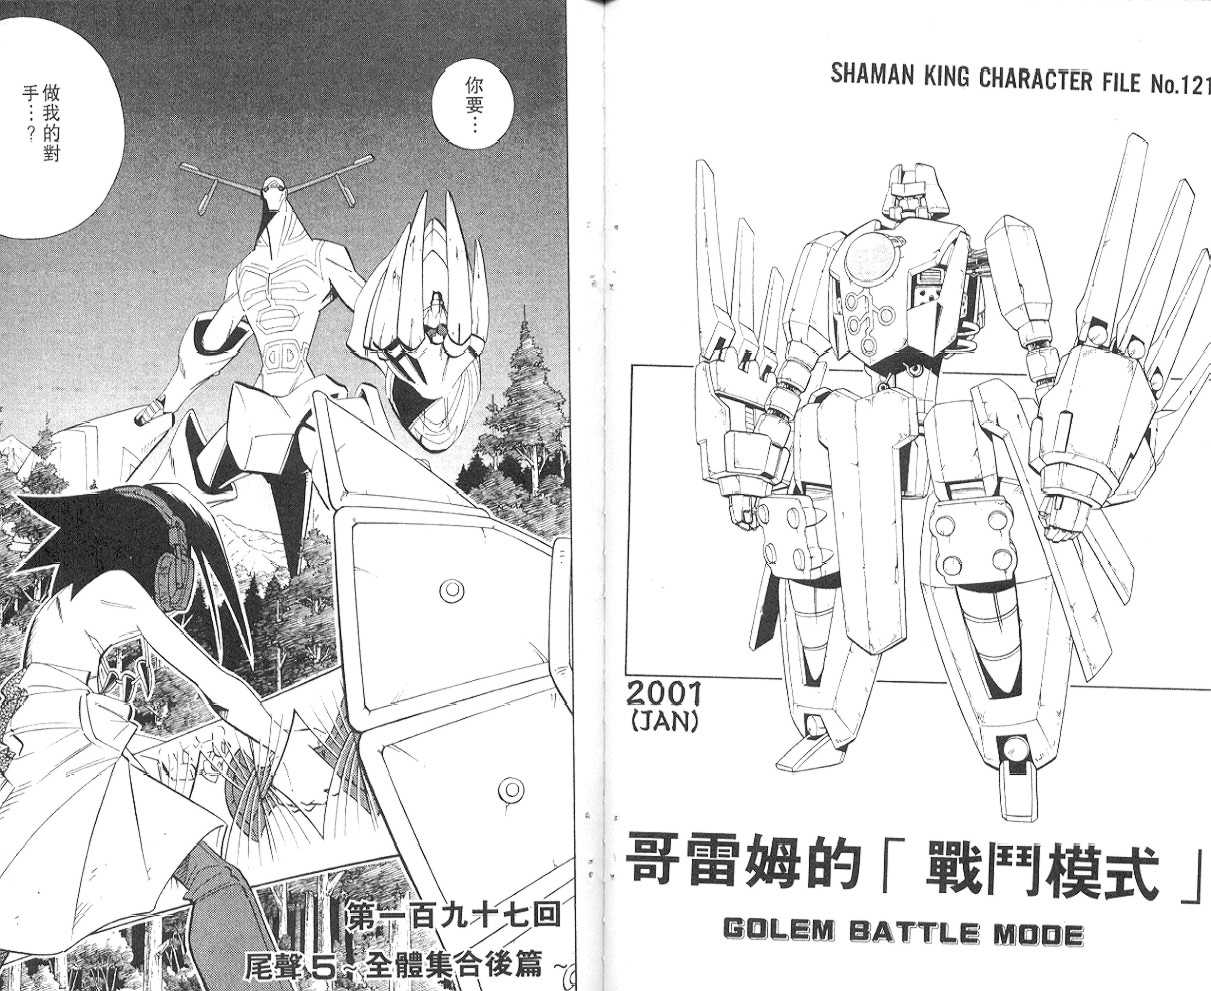 SHAMAN KING CHARACTER FILE No.121
2001
(JAN)
哥雷姆的「戰鬥模式」
GOLEM BATTLE MODE
你要…
做我的對
手…?
第一百九十七回
尾聲5~全體集合後篇~